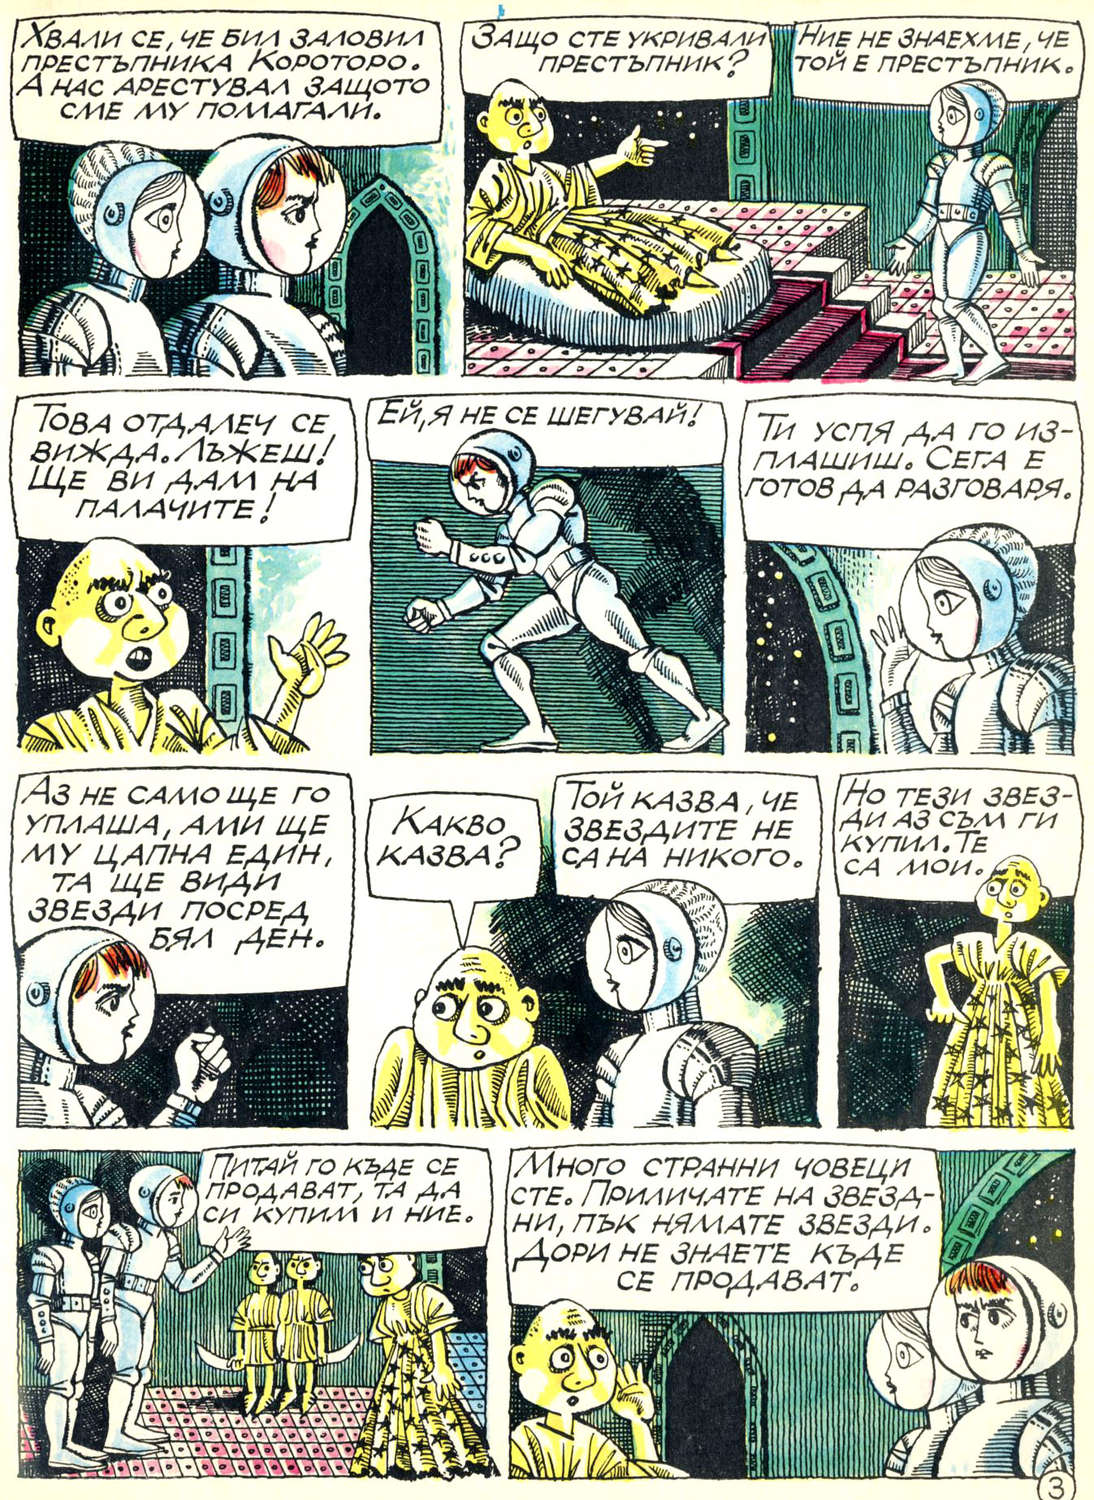 Хвали се, че бил заловил
престъпника Короторо.
А нас арестувал защото
сме му помагали.
Защо сте укривали
престъпник?
Ние не знаехме, че
той е престъпник.
Това отдалеч се
вижда. Лъжеш!
Ще ви дам на
палачите!
Ей, я не се шегувай!
Ти успя да го из-
плашиш. Сега е
готов да разговаря.
Аз не само ще го
уплаша, ами ще
му цапна един,
та ще види
звезди посред
бял ден.
Какво
казва?
Той казва, че
звездите не
са на никого.
Но тези звез-
ди аз съм ги
купил. Те
са мои.
Питай го къде се
продават, та да
си купим и ние.
Много странни човеци
сте. Приличате на звезд-
ни, пък нямате звезди.
Дори не знаете къде
се продават.
3